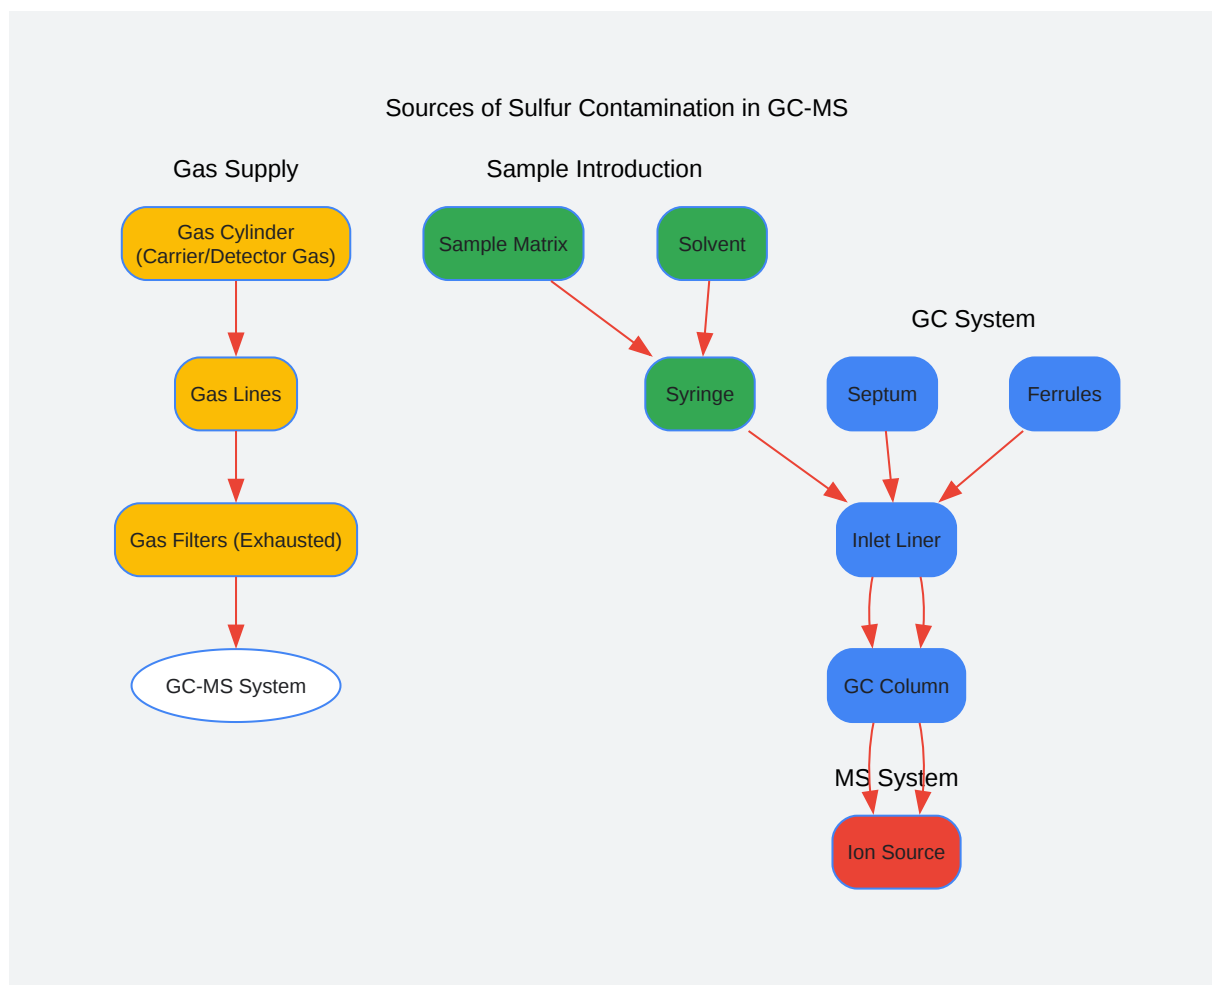 Sources of Sulfur Contamination in GC-MS
Gas Supply
Gas Cylinder
(Carrier/Detector Gas)
Gas Lines
Gas Filters (Exhausted)
GC-MS System
Sample Introduction
Sample Matrix
Solvent
Syringe
GC System
Septum
Ferrules
Inlet Liner
GC Column
MS System
Ion Source